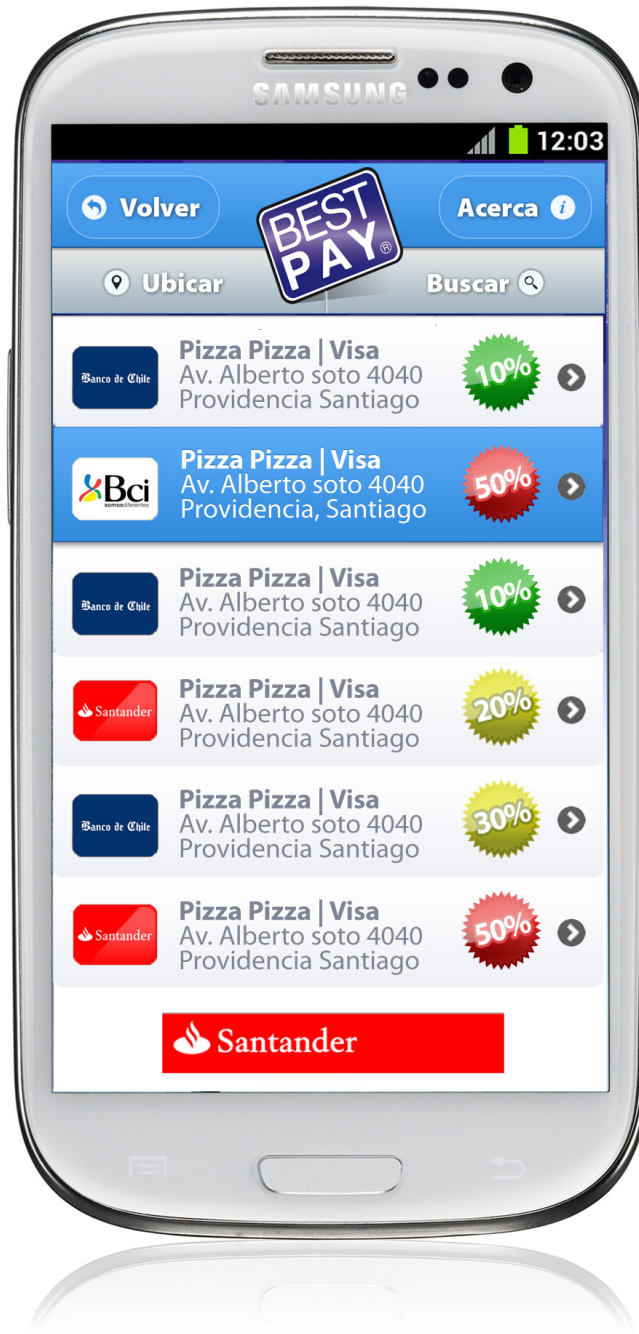 SAMSUNG
12:03
Volver
BEST PAY®
Acerca i
Ubicar
Buscar
Banco de Chile
Pizza Pizza | Visa
Av. Alberto soto 4040
Providencia Santiago
10%
Bci
somosdiferentes
Pizza Pizza | Visa
Av. Alberto soto 4040
Providencia, Santiago
50%
Banco de Chile
Pizza Pizza | Visa
Av. Alberto soto 4040
Providencia Santiago
10%
Santander
Pizza Pizza | Visa
Av. Alberto soto 4040
Providencia Santiago
20%
Banco de Chile
Pizza Pizza | Visa
Av. Alberto soto 4040
Providencia Santiago
30%
Santander
Pizza Pizza | Visa
Av. Alberto soto 4040
Providencia Santiago
50%
Santander